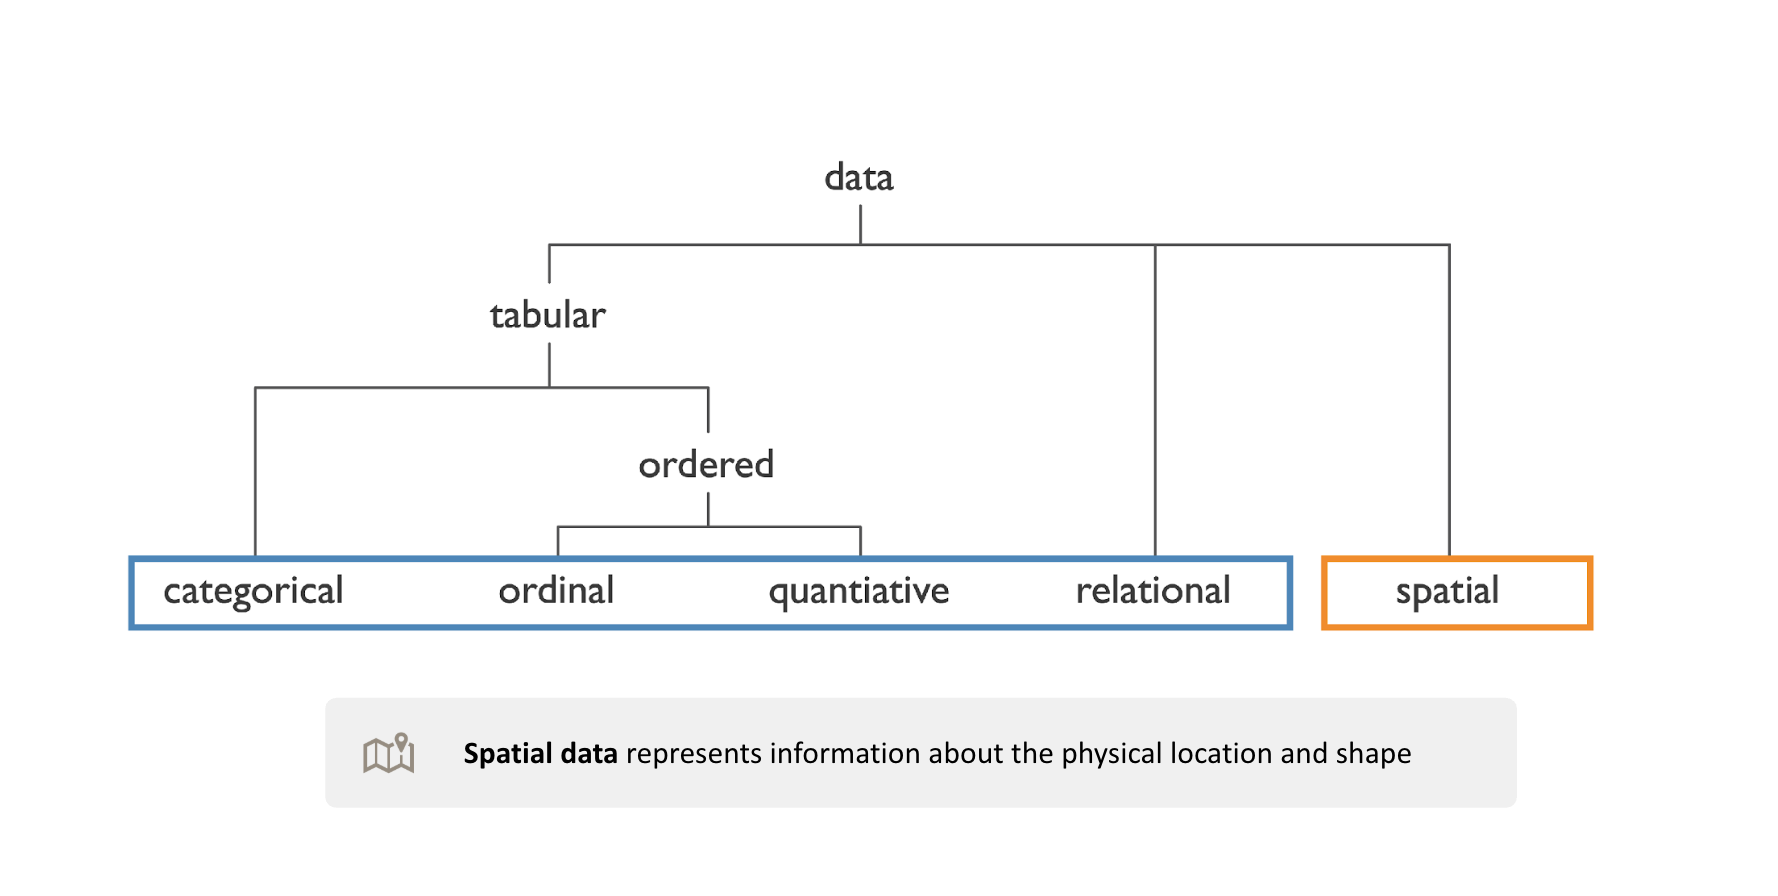 data
tabular
ordered
categorical ordinal quantiative relational spatial
Spatial data represents information about the physical location and shape